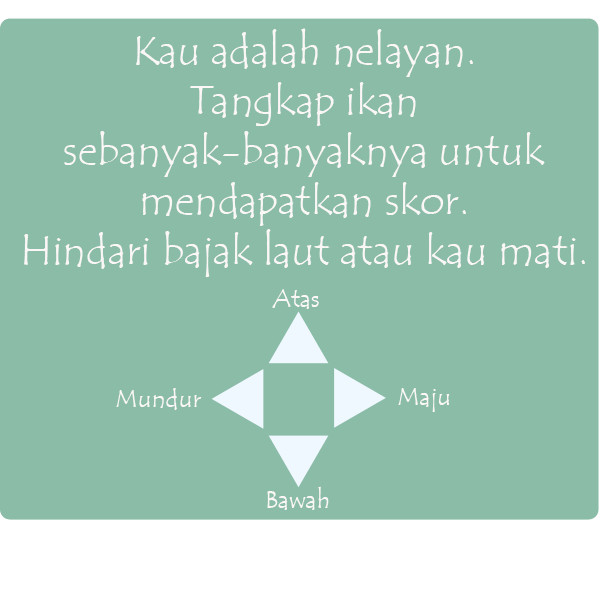 Kau adalah nelayan.
Tangkap ikan
sebanyak-banyaknya untuk
mendapatkan skor.
Hindari bajak laut atau kau mati.
Atas
Mundur
Maju
Bawah